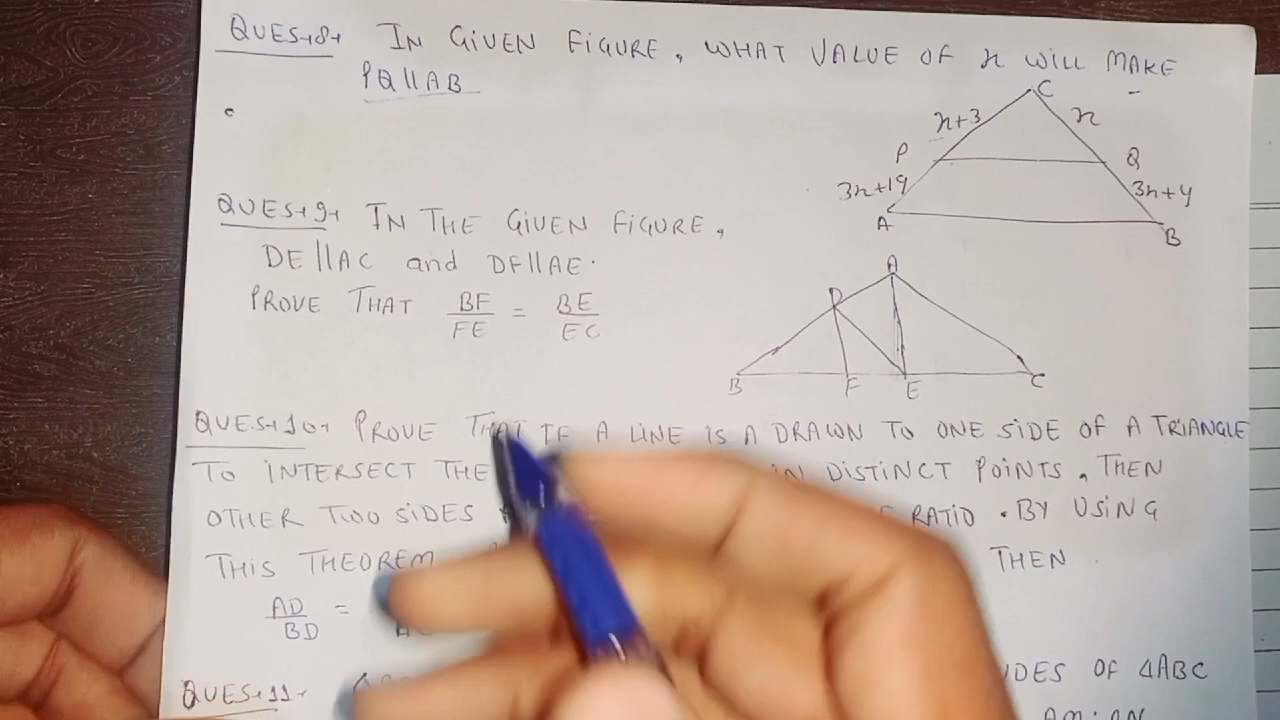 QUES+8+ IN GIVEN FIGURE, WHAT VALUE OF x WILL MAKE
PQ||AB
C
x+3
x
P
Q
3x+19
3x+4
A
B
QUES+9+ IN THE GIVEN FIGURE,
DE||AC and DF||AE.
PROVE THAT BF/FE = BE/EC
A
D
B
F
E
C
QUES+10+ PROVE THAT IF A LINE IS A DRAWN TO ONE SIDE OF A TRIANGLE
TO INTERSECT THE IN DISTINCT POINTS. THEN
OTHER TWO SIDES RATIO. BY USING
THIS THEOREM THEN
AD/BD =
QUES+11+ OF ΔABC